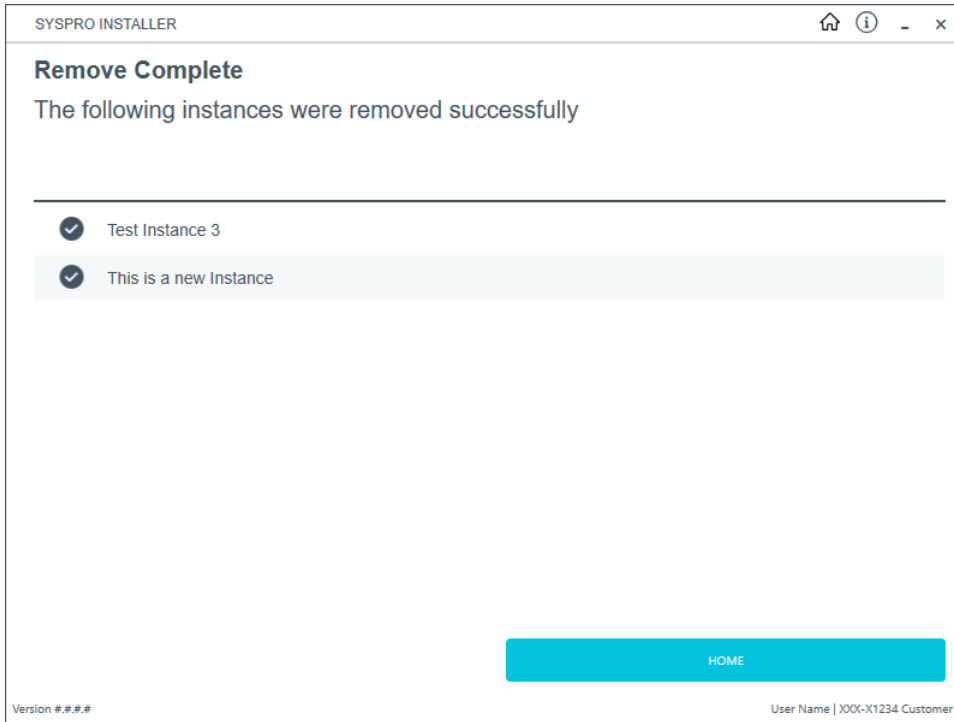 SYSPRO INSTALLER
Remove Complete
The following instances were removed successfully
Test Instance 3
This is a new Instance
HOME
Version #.#.#.#
User Name | XXX-X1234 Customer